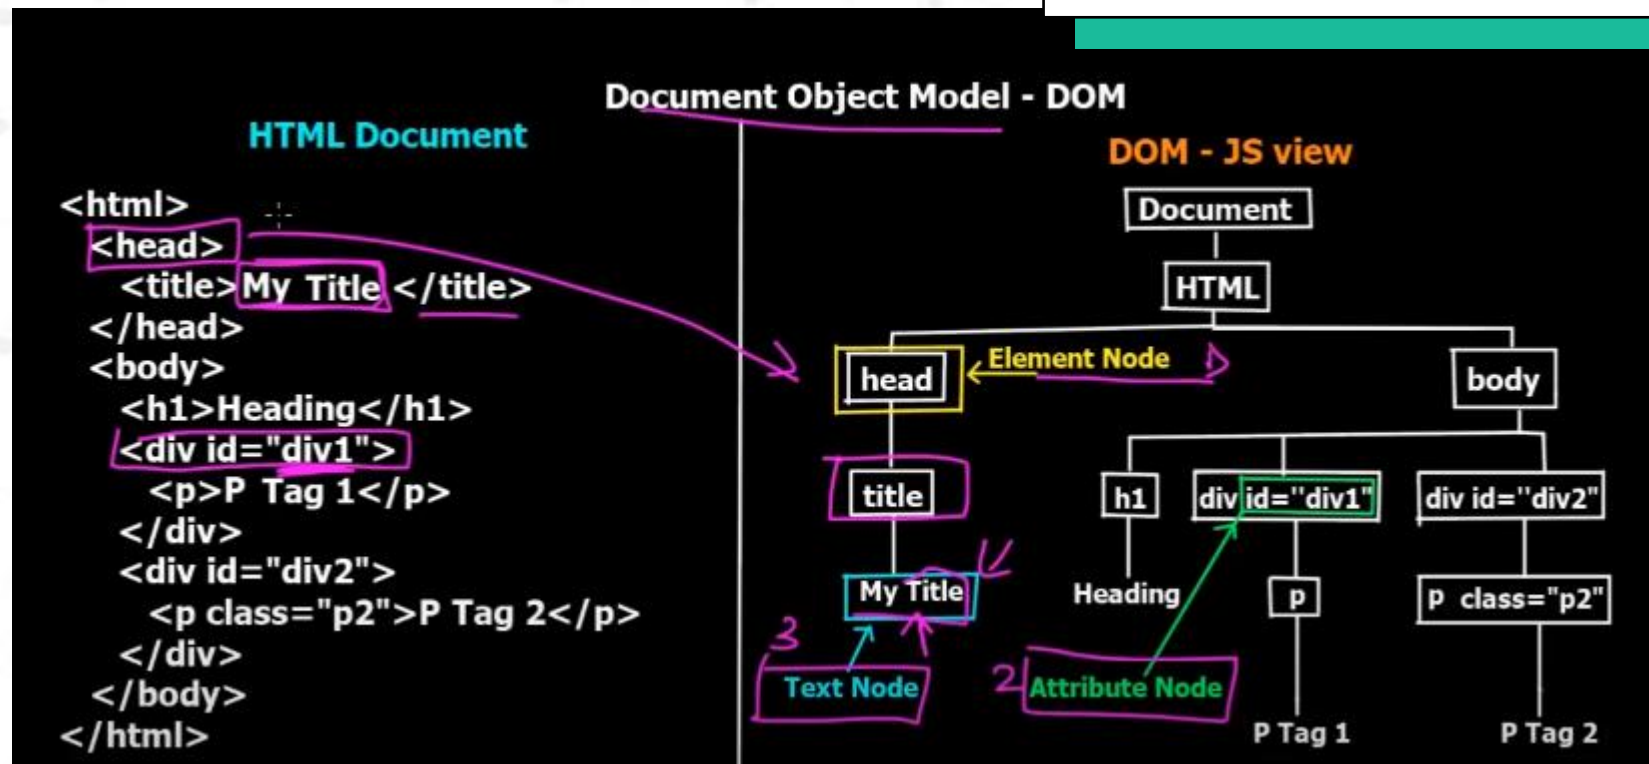 Document Object Model - DOM
HTML Document
<html>
<head>
<title>My Title </title>
</head>
<body>
<h1>Heading</h1>
<div id="div1">
<p>P Tag 1</p>
</div>
<div id="div2">
<p class="p2">P Tag 2</p>
</div>
</body>
</html>
DOM - JS view
Document
HTML
head
Element Node
body
title
h1
div id="div1"
div id="div2"
My Title
Heading
p
p class="p2"
3
Text Node
2
Attribute Node
P Tag 1
P Tag 2